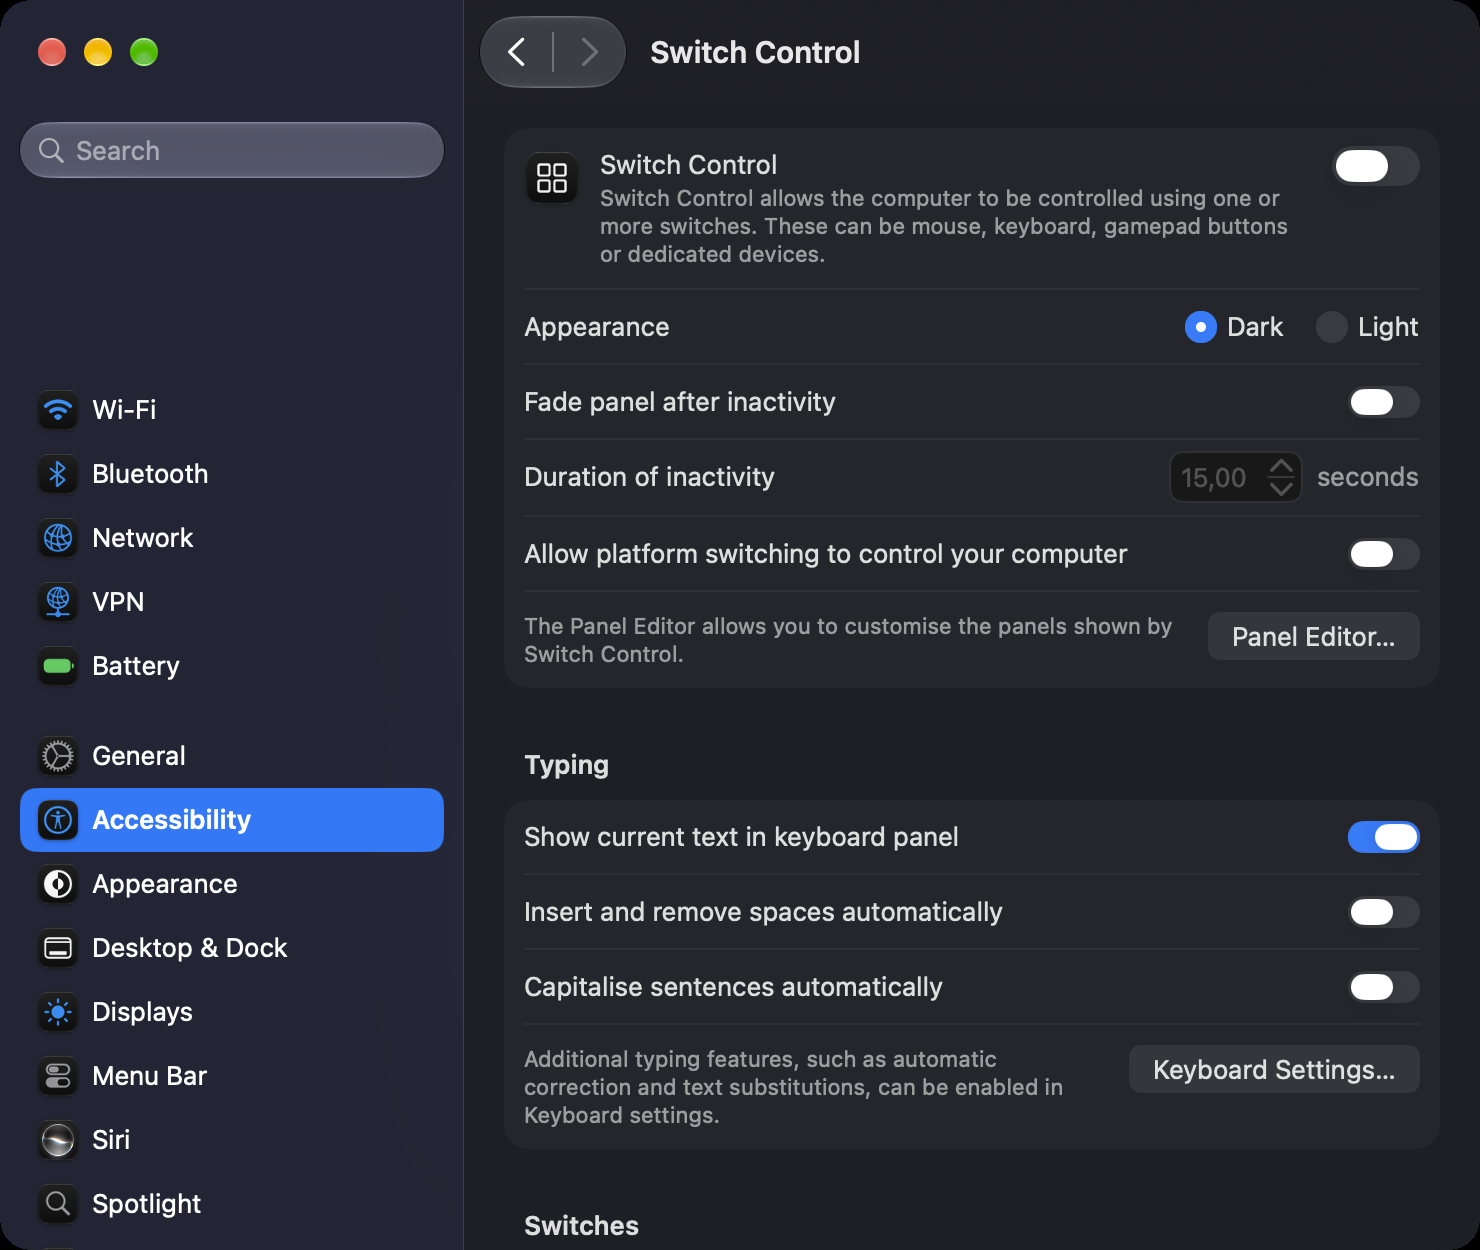 Switch Control
Search
Wi-Fi
Bluetooth
Network
VPN
Battery
General
Accessibility
Appearance
Desktop & Dock
Displays
Menu Bar
Siri
Spotlight
Switch Control
Switch Control allows the computer to be controlled using one or
more switches. These can be mouse, keyboard, gamepad buttons
or dedicated devices.
Appearance Dark Light
Fade panel after inactivity
Duration of inactivity 15,00 seconds
Allow platform switching to control your computer
The Panel Editor allows you to customise the panels shown by
Switch Control.
Panel Editor...
Typing
Show current text in keyboard panel
Insert and remove spaces automatically
Capitalise sentences automatically
Additional typing features, such as automatic
correction and text substitutions, can be enabled in
Keyboard settings.
Keyboard Settings...
Switches